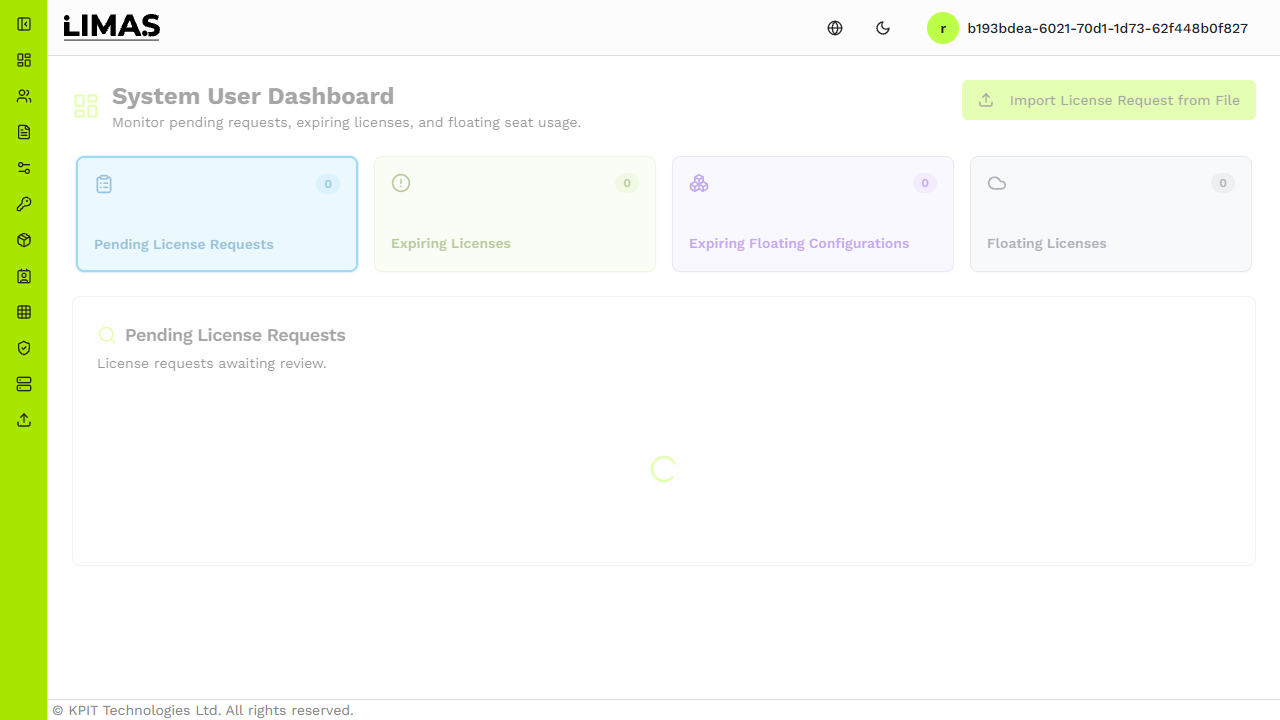 LIMAS
r
b193bdea-6021-70d1-1d73-62f448b0f827
System User Dashboard
Monitor pending requests, expiring licenses, and floating seat usage.
Import License Request from File
0
Pending License Requests
0
Expiring Licenses
0
Expiring Floating Configurations
0
Floating Licenses
Pending License Requests
License requests awaiting review.
© KPIT Technologies Ltd. All rights reserved.